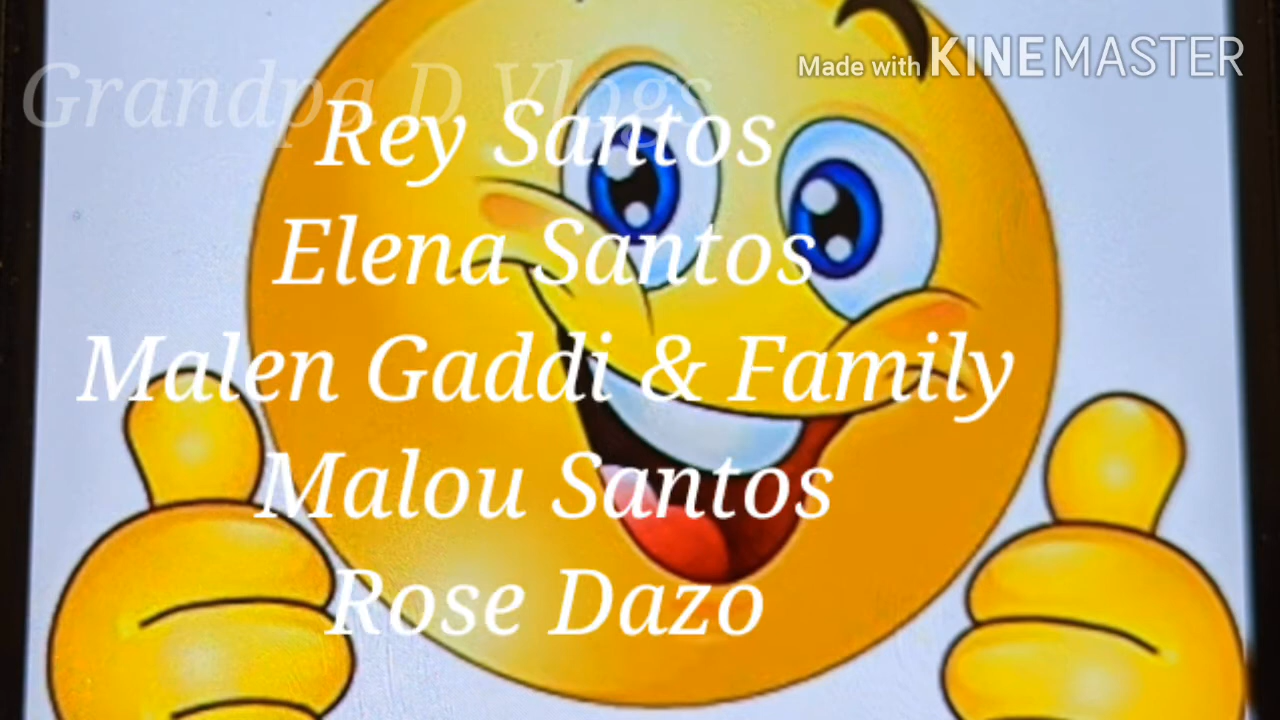 Made with KINEMASTER
Grandpa D Vlogs
Rey Santos
Elena Santos
Malen Gaddi & Family
Malou Santos
Rose Dazo